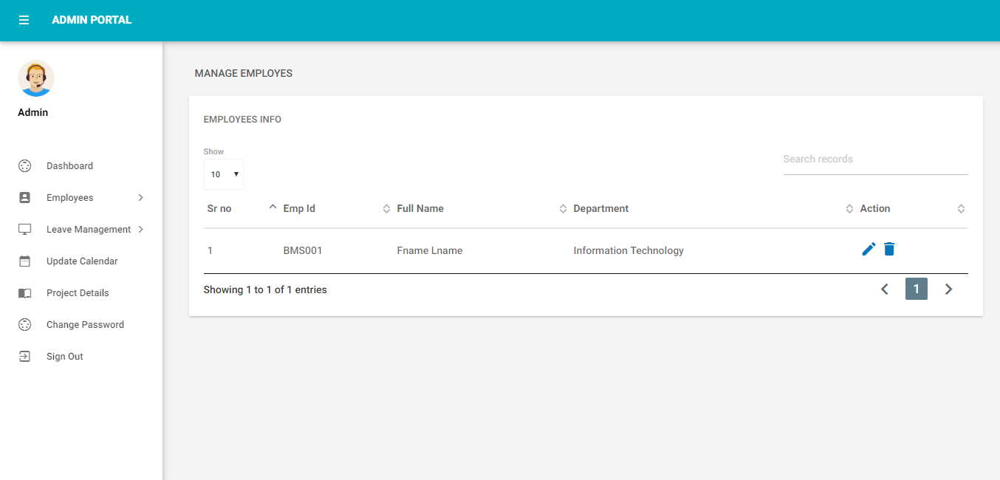 ADMIN PORTAL
Admin
Dashboard
Employees
Leave Management
Update Calendar
Project Details
Change Password
Sign Out
MANAGE EMPLOYES
EMPLOYEES INFO
Show
10
Search records
Sr no Emp Id Full Name Department Action
1 BMS001 Fname Lname Information Technology
Showing 1 to 1 of 1 entries
1